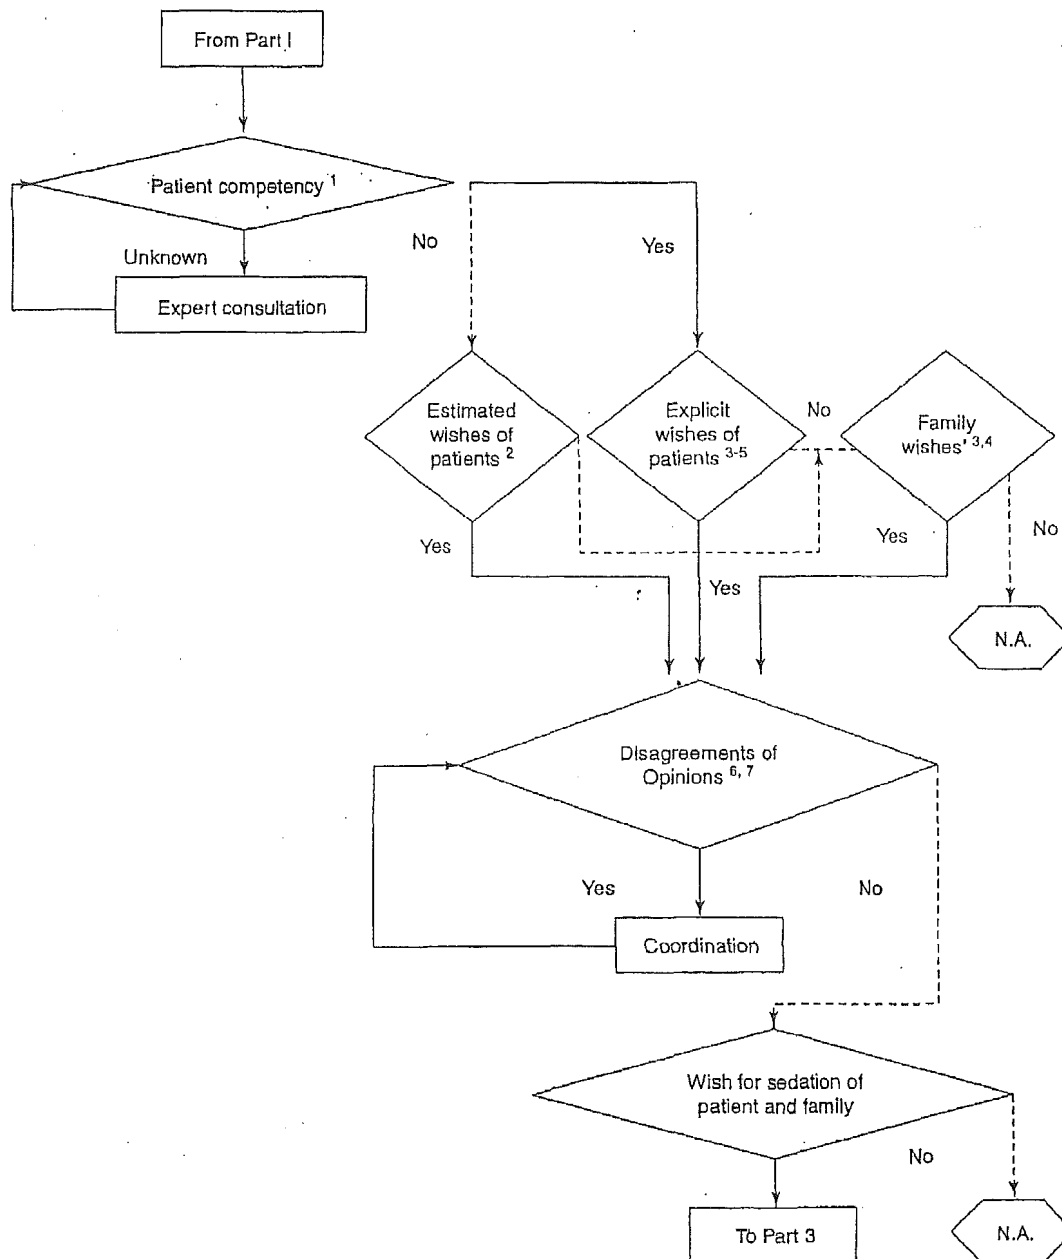 From Part I
Patient competency 1
No
Yes
Unknown
Expert consultation
Estimated
wishes of
patients 2
Explicit
wishes of
patients 3-5
No
Family
wishes' 3,4
Yes
Yes
Yes
No
N.A.
Disagreements of
Opinions 6, 7
Yes
No
Coordination
Wish for sedation of
patient and family
No
To Part 3
N.A.